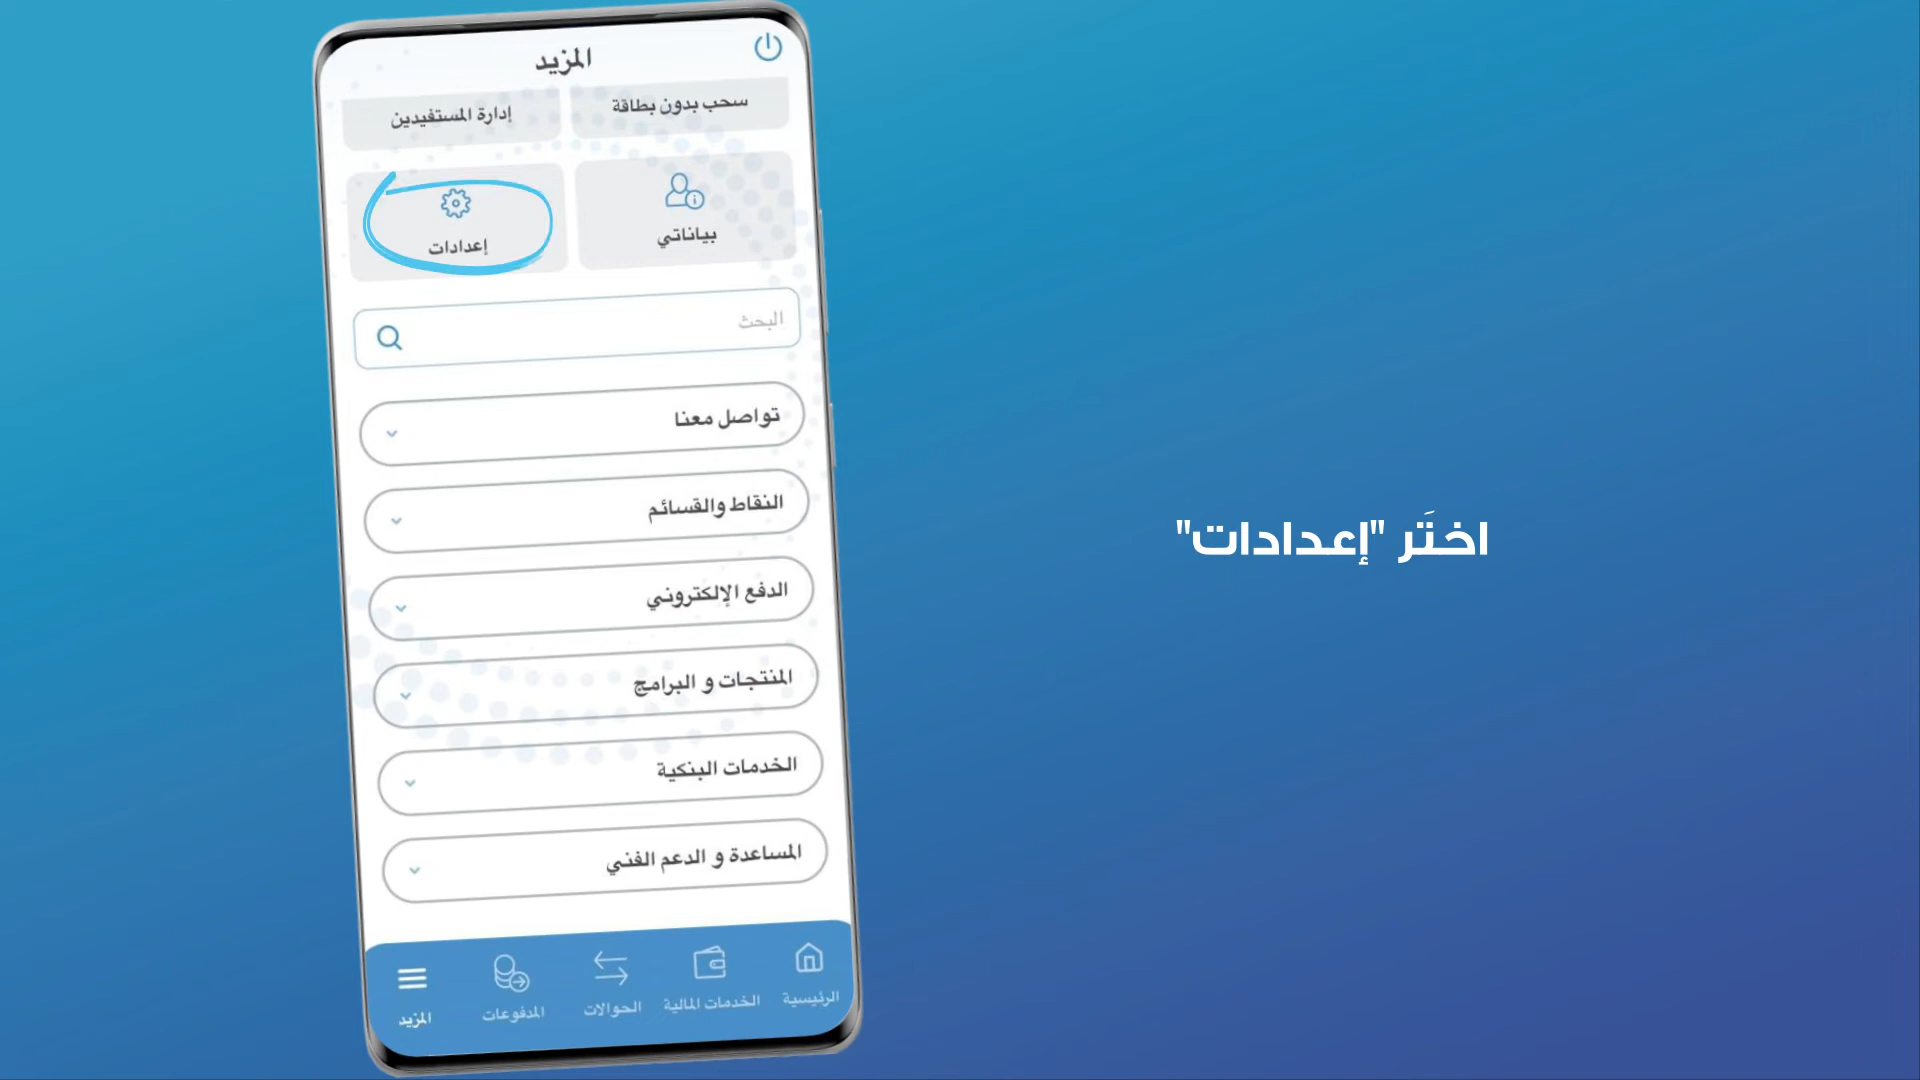 المزيد
سحب بدون بطاقة
إدارة المستفيدين
بياناتي
إعدادات
البحث
تواصل معنا
النقاط والقسائم
الدفع الإلكتروني
المنتجات و البرامج
الخدمات البنكية
المساعدة و الدعم الفني
الرئيسية
الخدمات المالية
الحوالات
المدفوعات
المزيد
اختَر "إعدادات"